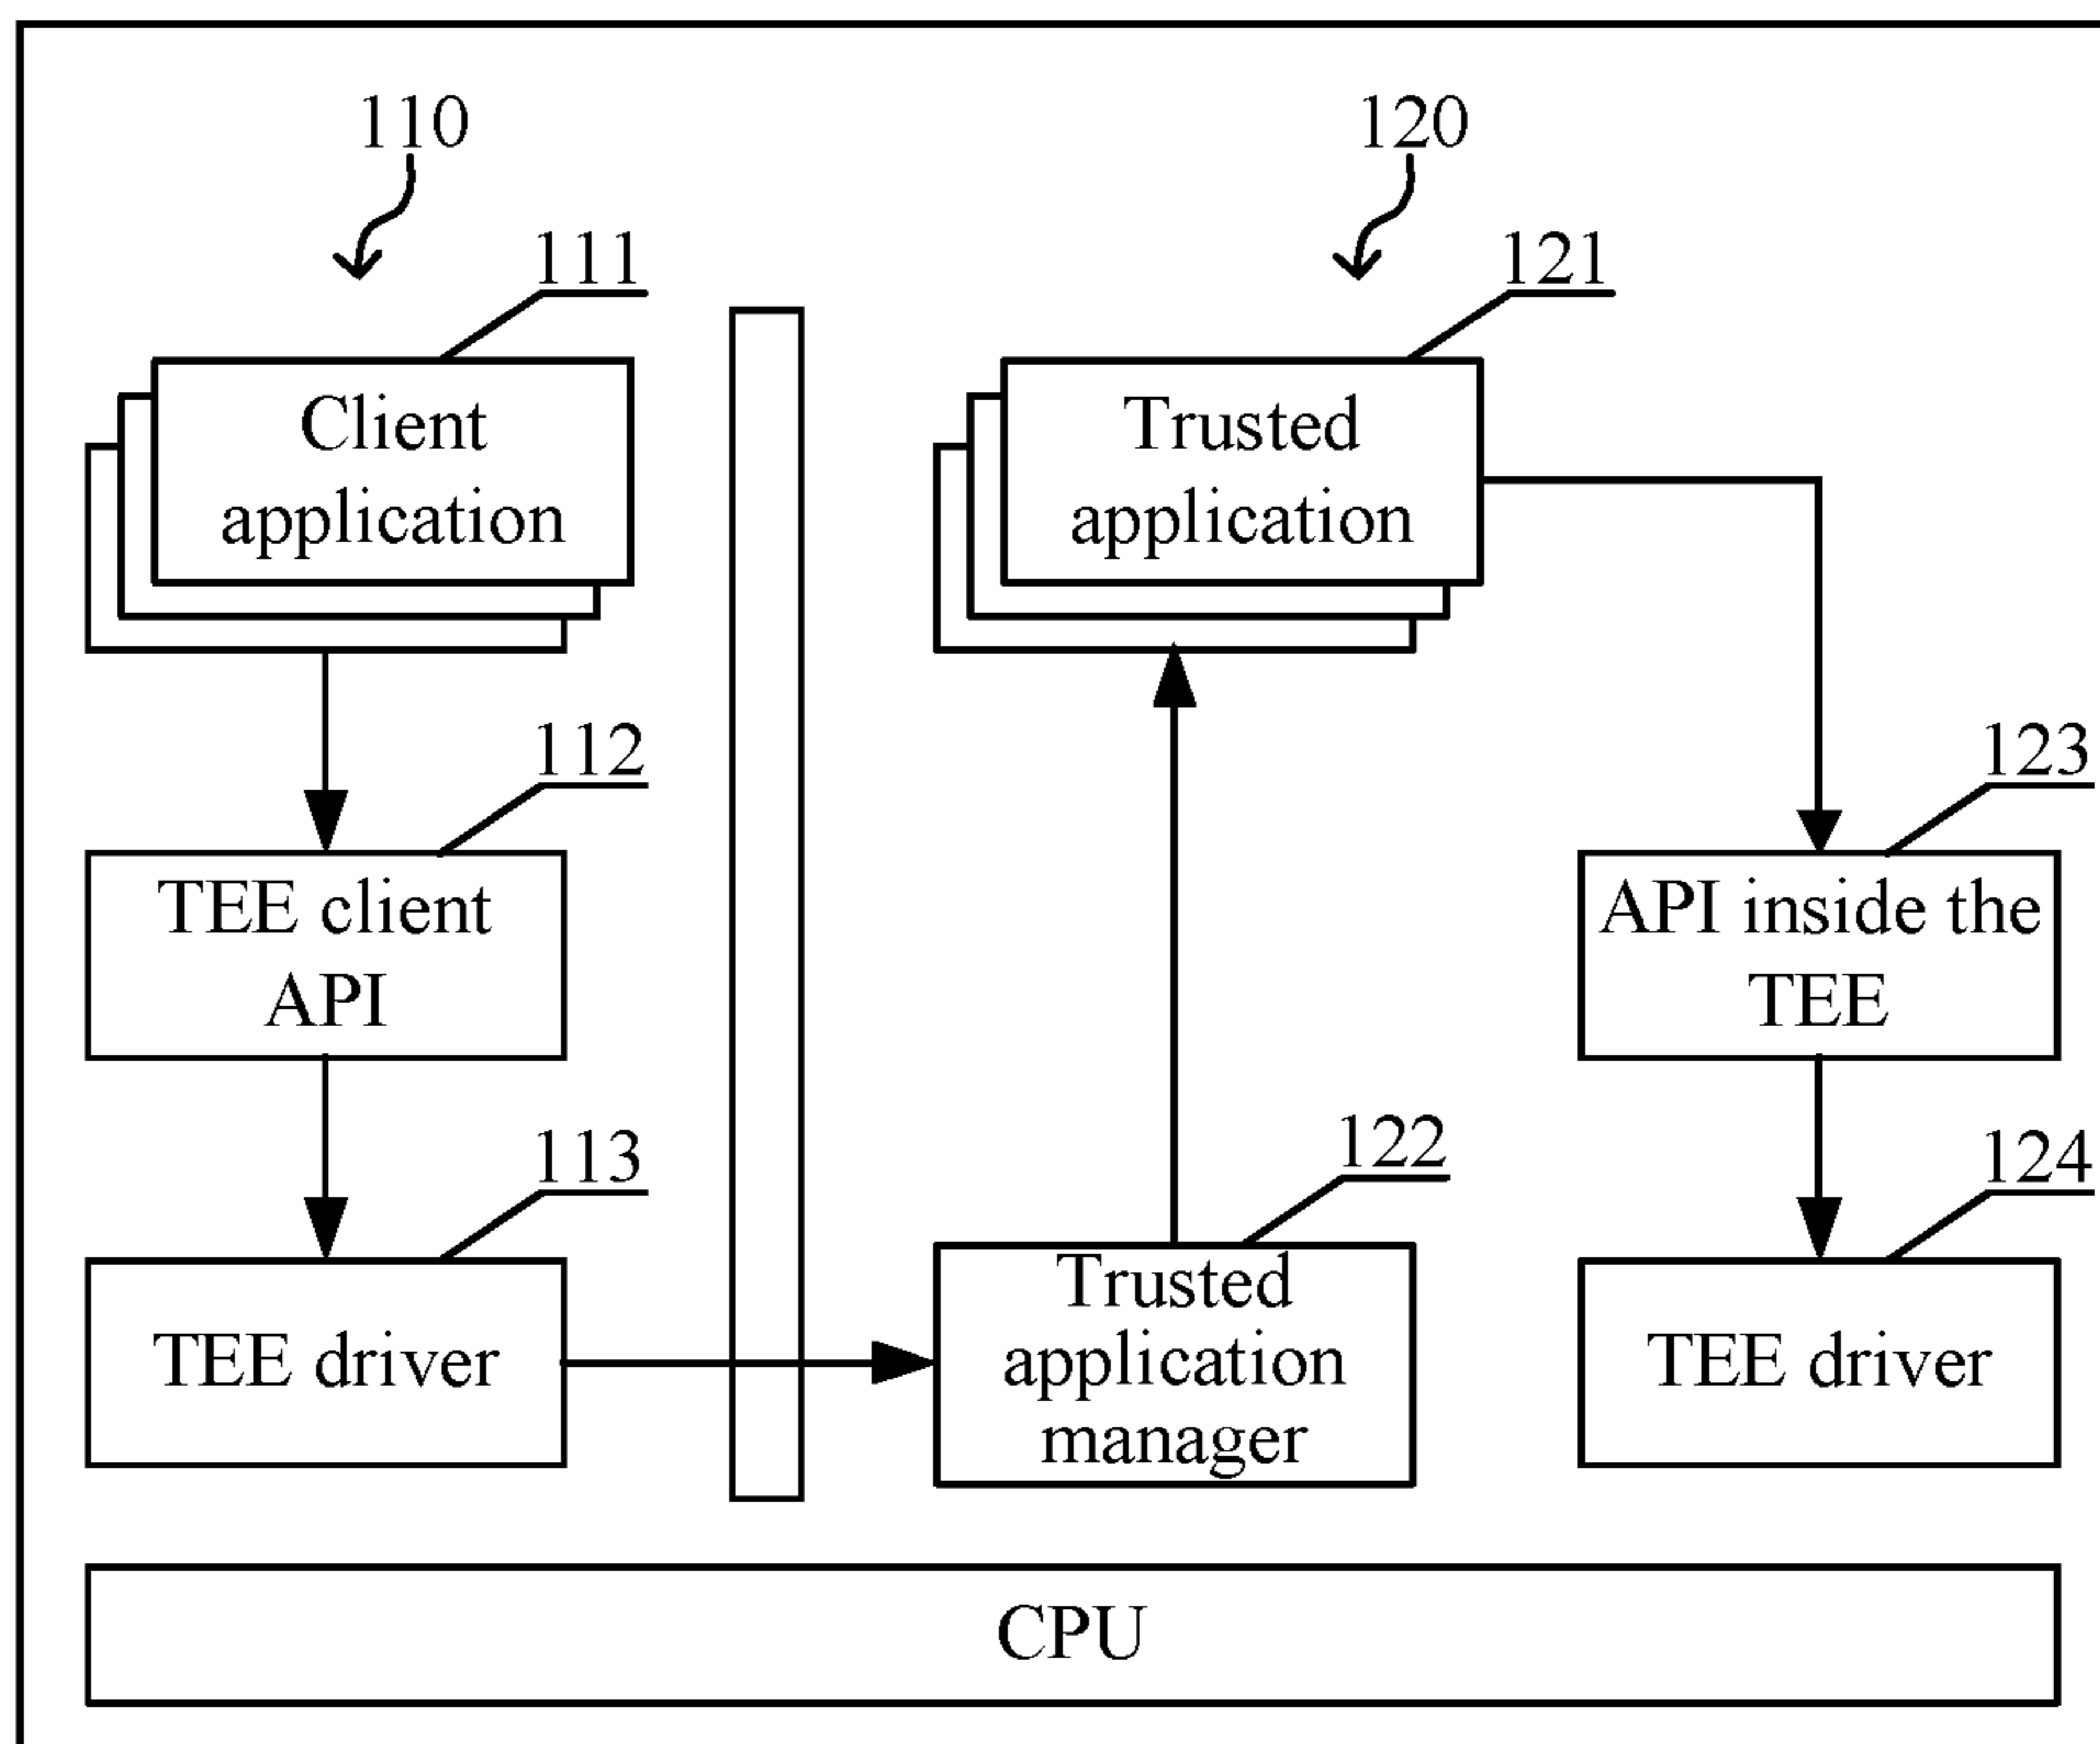 110
120
111
121
Client
application
Trusted
application
112
123
TEE client
API
API inside the
TEE
113
122
124
TEE driver
Trusted
application
manager
TEE driver
CPU